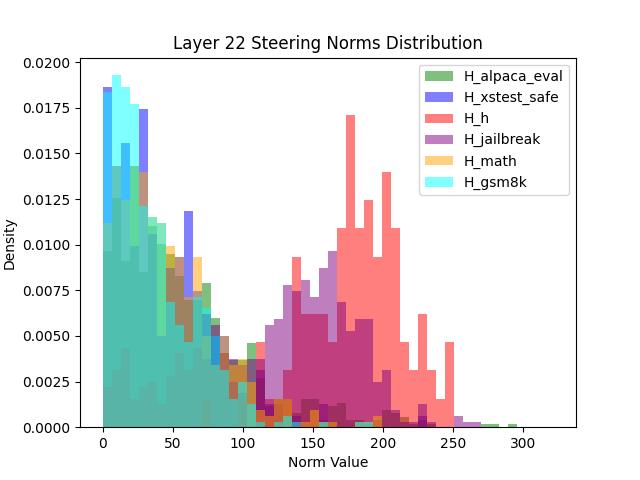 Layer 22 Steering Norms Distribution
0.0200
0.0175
0.0150
0.0125
0.0100
0.0075
0.0050
0.0025
0.0000
Density
H_alpaca_eval
H_xstest_safe
H_h
H_jailbreak
H_math
H_gsm8k
0 50 100 150 200 250 300
Norm Value